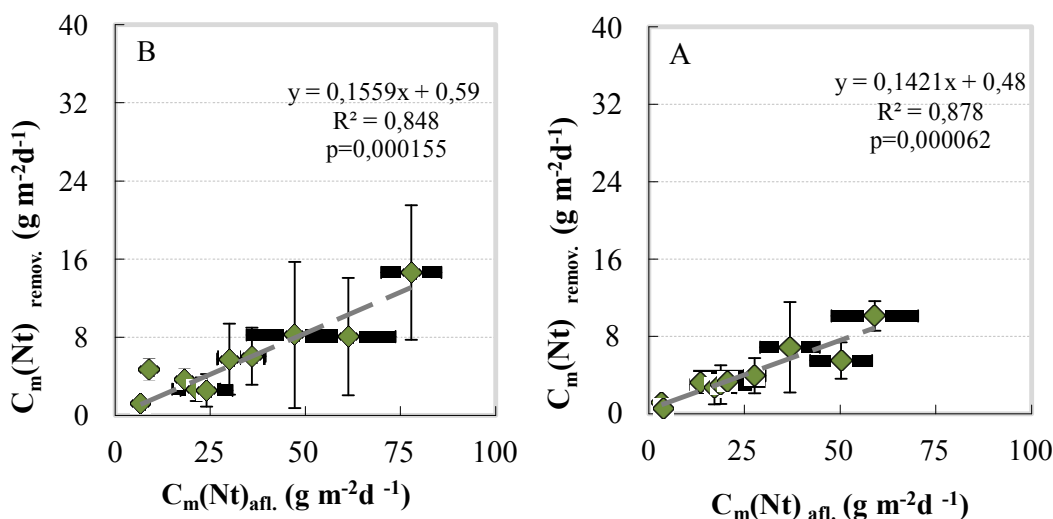 B
y = 0,1559x + 0,59
R² = 0,848
p=0,000155
40
32
24
16
8
0
0 25 50 75 100
Cm(Nt) remov. (g m-2d-1)
Cm(Nt)afl. (g m-2d -1)
A
y = 0,1421x + 0,48
R² = 0,878
p=0,000062
40
32
24
16
8
0
0 25 50 75 100
Cm(Nt) remov. (g m-2d-1)
Cm(Nt) afl. (g m-2d -1)